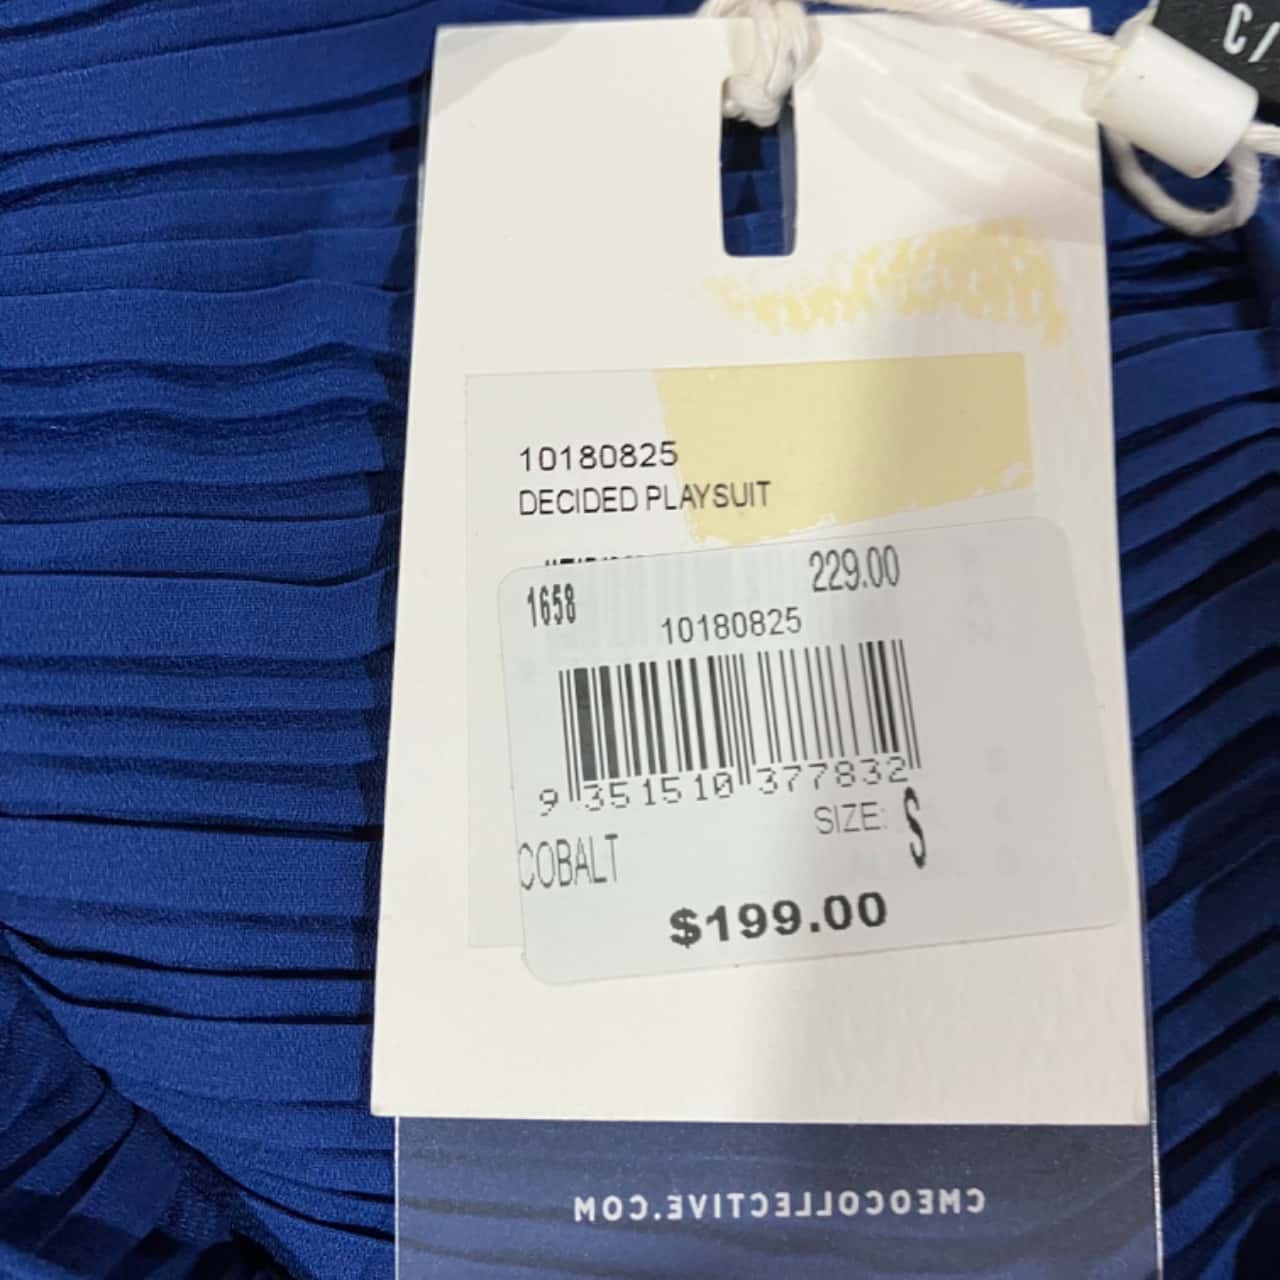 C/
10180825
DECIDED PLAYSUIT
1658
229.00
10180825
9 351510 377832
COBALT
SIZE: S
$199.00
CMEOCOLLECTIVE.COM